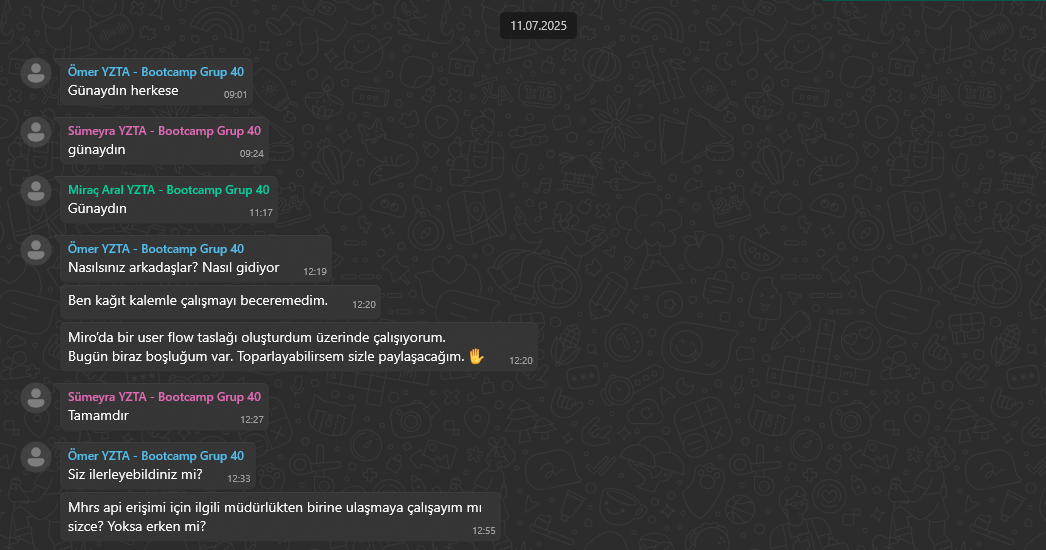 11.07.2025
Ömer YZTA - Bootcamp Grup 40
Günaydın herkese 09:01
Sümeyra YZTA - Bootcamp Grup 40
günaydın 09:24
Miraç Aral YZTA - Bootcamp Grup 40
Günaydın 11:17
Ömer YZTA - Bootcamp Grup 40
Nasılsınız arkadaşlar? Nasıl gidiyor 12:19
Ben kağıt kalemle çalışmayı beceremedim. 12:20
Miro’da bir user flow taslağı oluşturdum üzerinde çalışıyorum.
Bugün biraz boşluğum var. Toparlayabilirsem sizle paylaşacağım. 🖐 12:20
Sümeyra YZTA - Bootcamp Grup 40
Tamamdır 12:27
Ömer YZTA - Bootcamp Grup 40
Siz ilerleyebildiniz mi? 12:33
Mhrs api erişimi için ilgili müdürlükten birine ulaşmaya çalışayım mı
sizce? Yoksa erken mi? 12:55